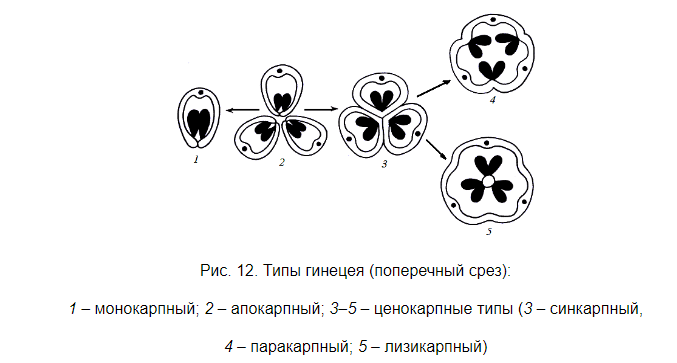 1
2
3
4
5
Рис. 12. Типы гинецея (поперечный срез):
1 – монокарпный; 2 – апокарпный; 3–5 – ценокарпные типы (3 – синкарпный,
4 – паракарпный; 5 – лизикарпный)